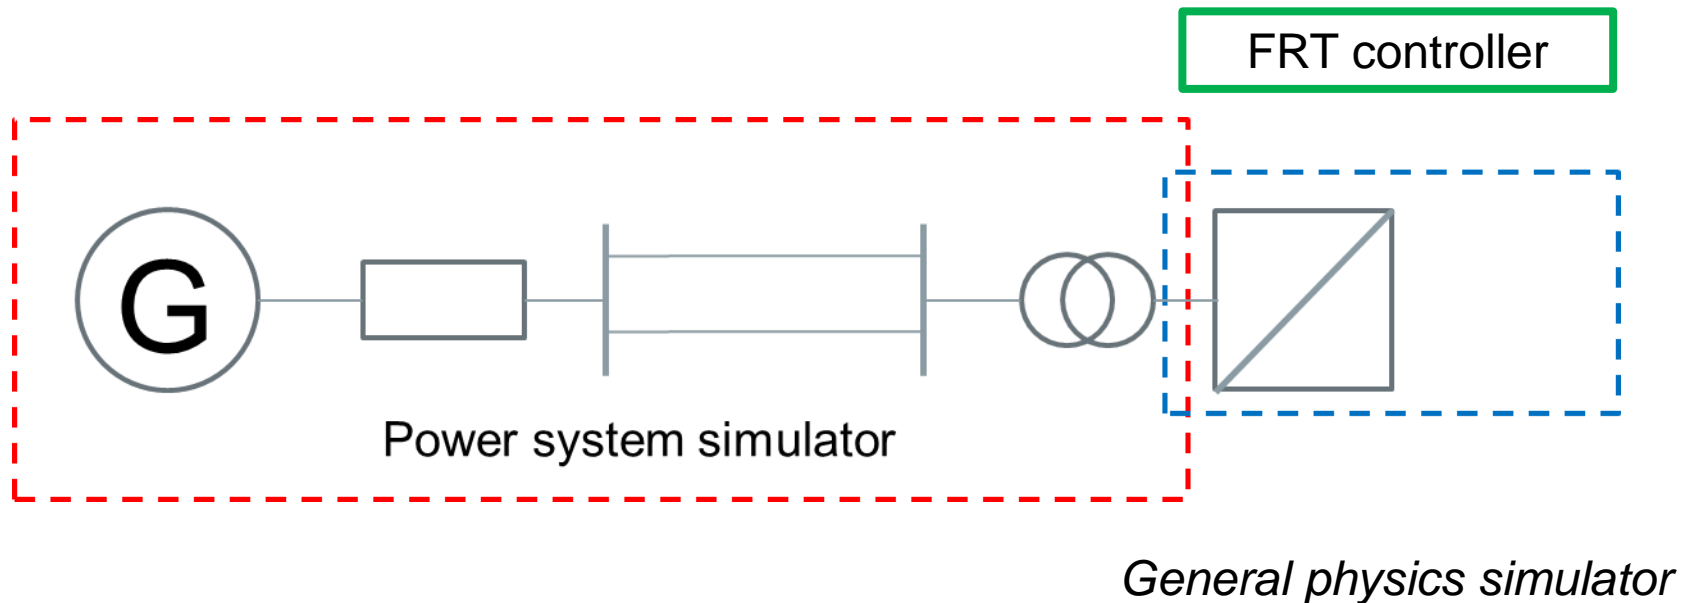 FRT controller
G
Power system simulator
General physics simulator